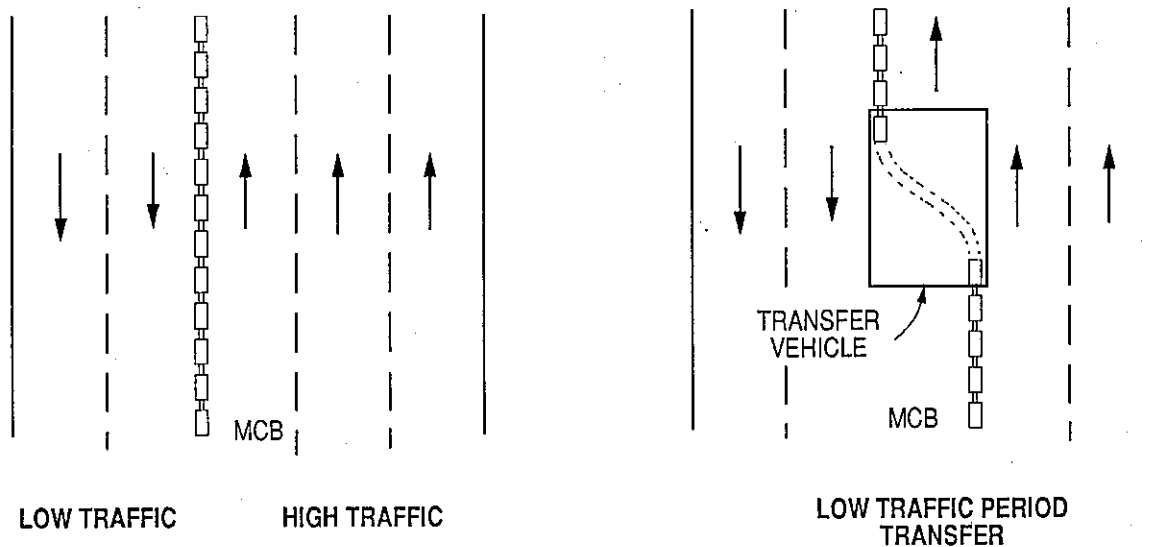 MCB
LOW TRAFFIC
HIGH TRAFFIC
TRANSFER
VEHICLE
MCB
LOW TRAFFIC PERIOD
TRANSFER